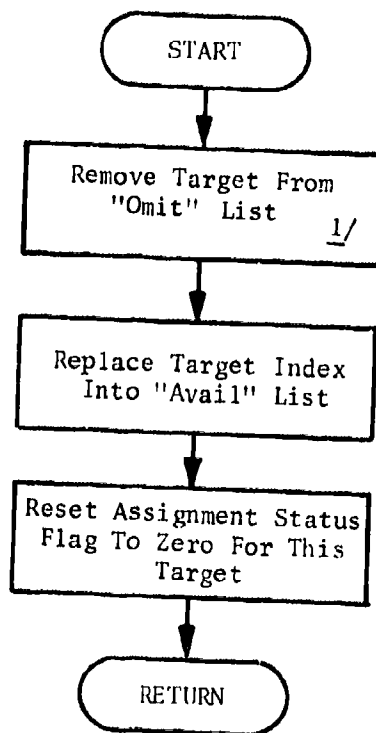 START
Remove Target From
"Omit" List
1/
Replace Target Index
Into "Avail" List
Reset Assignment Status
Flag To Zero For This
Target
RETURN